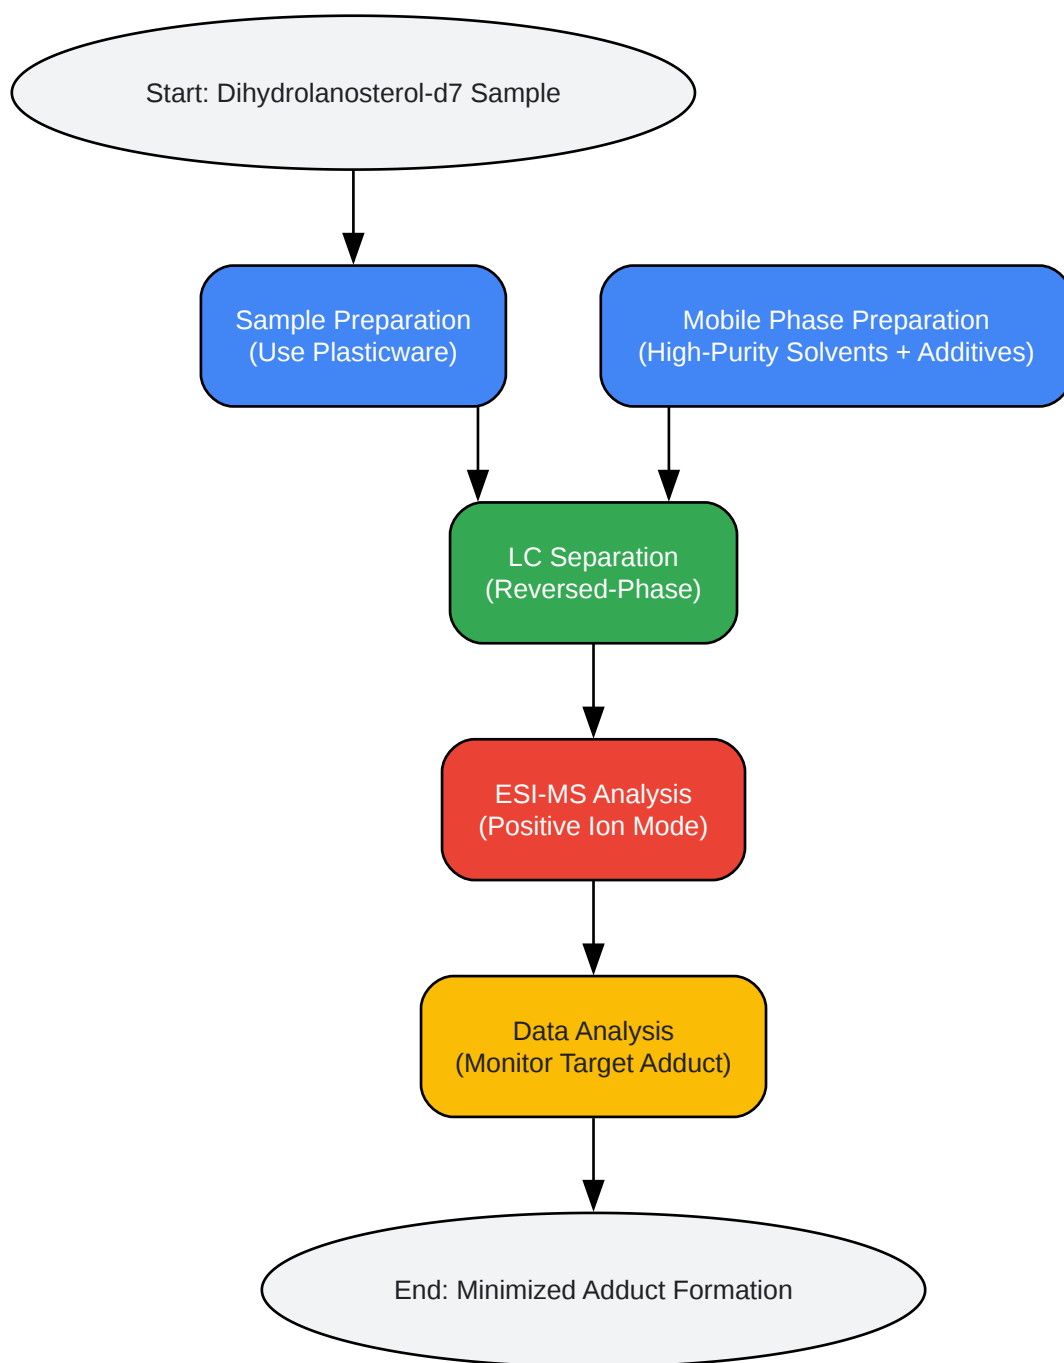 Start: Dihydrolanosterol-d7 Sample
Sample Preparation
(Use Plasticware)
Mobile Phase Preparation
(High-Purity Solvents + Additives)
LC Separation
(Reversed-Phase)
ESI-MS Analysis
(Positive Ion Mode)
Data Analysis
(Monitor Target Adduct)
End: Minimized Adduct Formation